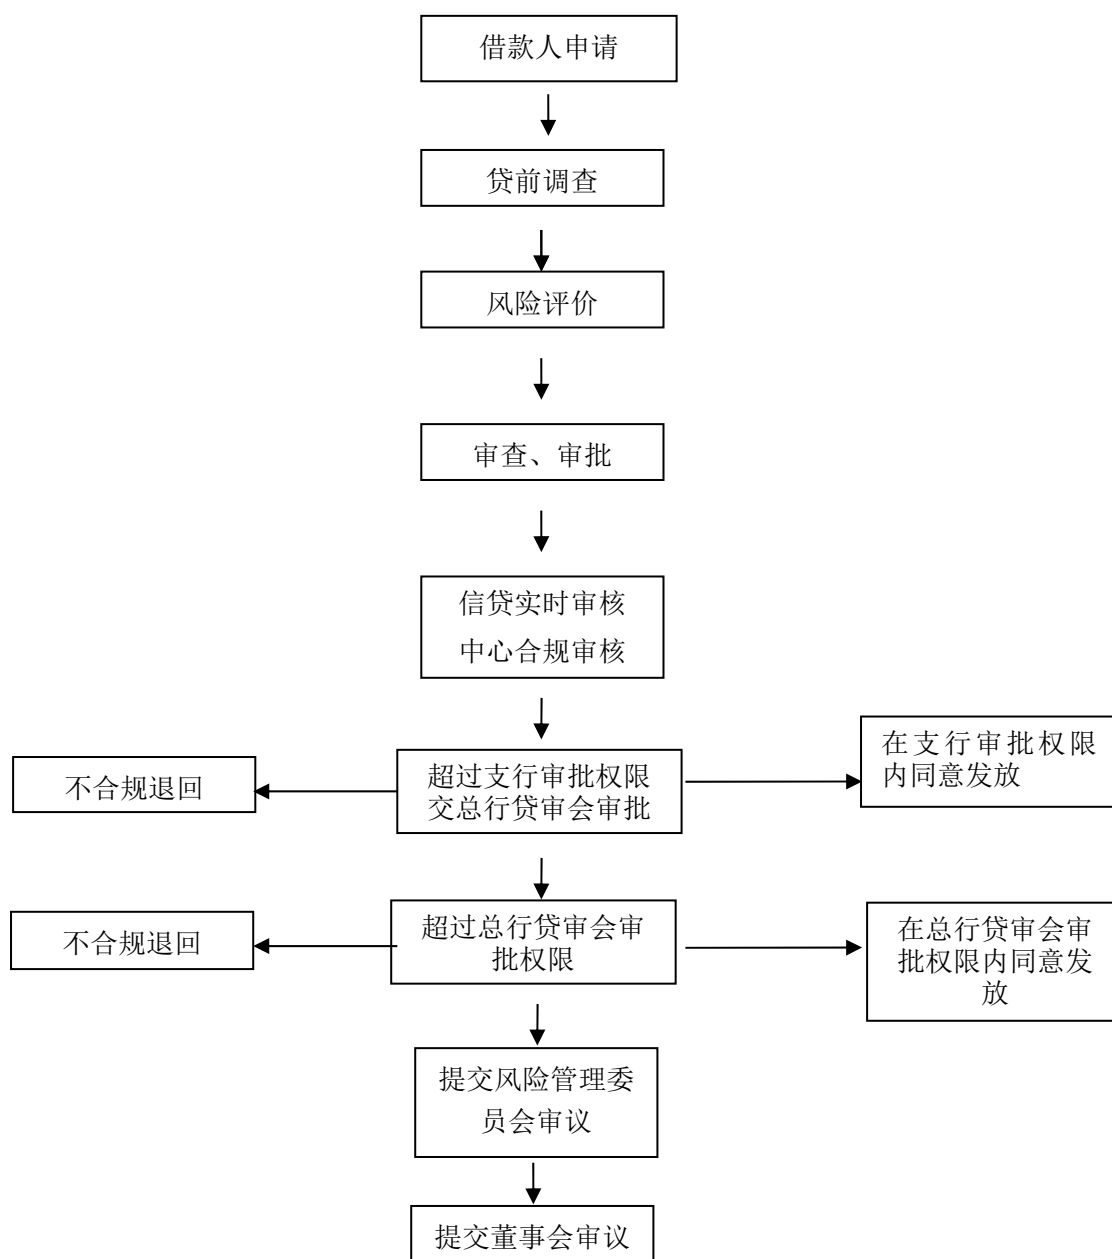 借款人申请
贷前调查
风险评价
审查、审批
信贷实时审核
中心合规审核
不合规退回
超过支行审批权限
交总行贷审会审批
在支行审批权限
内同意发放
不合规退回
超过总行贷审会审
批权限
在总行贷审会审
批权限内同意发
放
提交风险管理委
员会审议
提交董事会审议